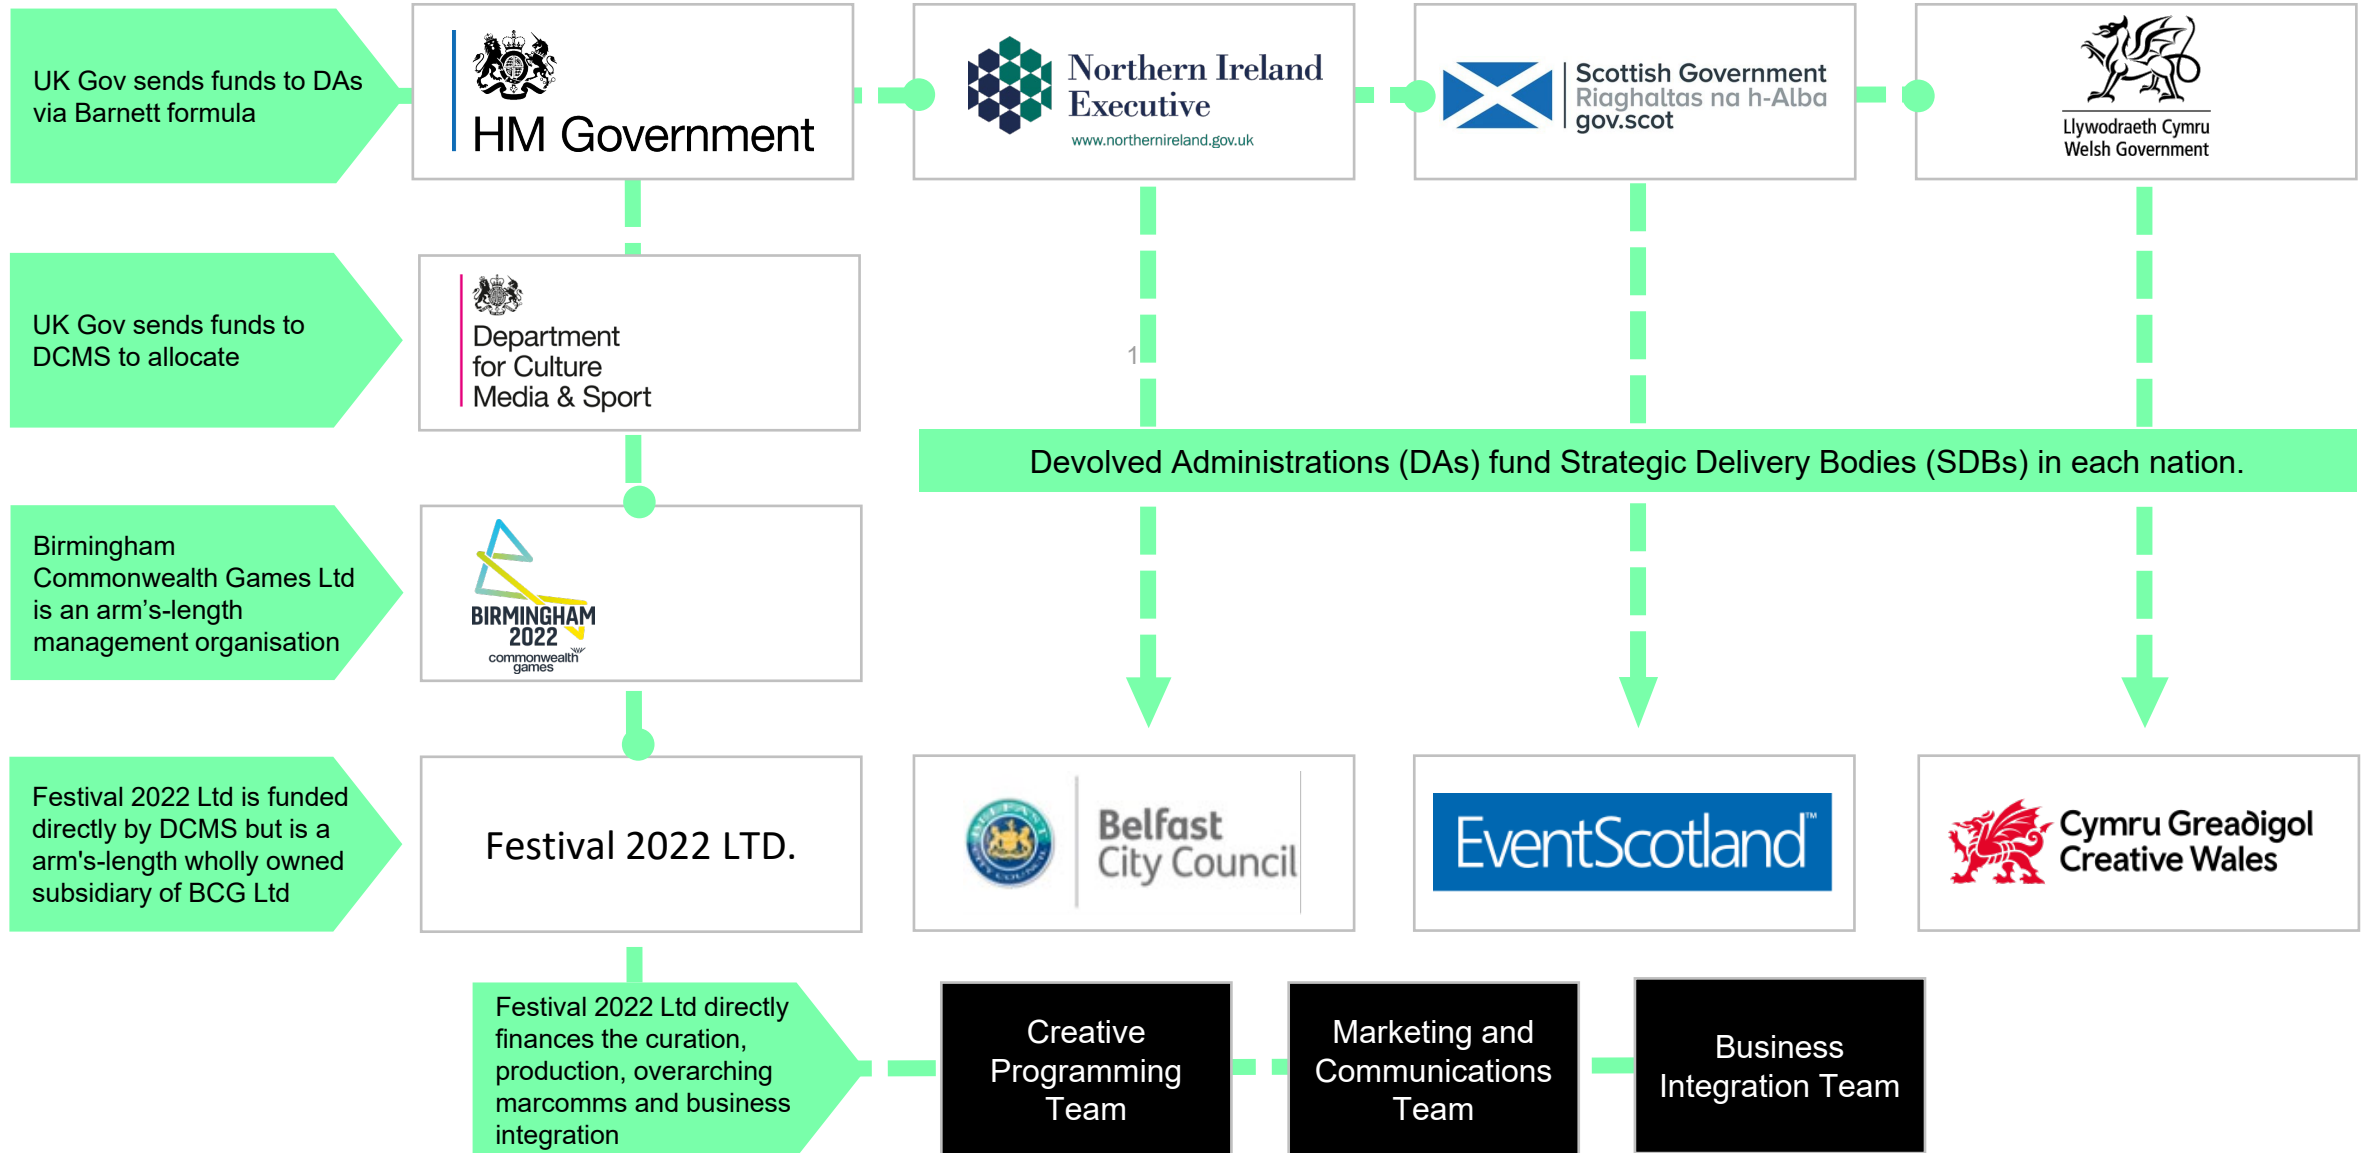 UK Gov sends funds to DAs
via Barnett formula
HM Government
Northern Ireland
Executive
www.northernireland.gov.uk
Scottish Government
Riaghaltas na h-Alba
gov.scot
Llywodraeth Cymru
Welsh Government
UK Gov sends funds to
DCMS to allocate
Department
for Culture
Media & Sport
1
Devolved Administrations (DAs) fund Strategic Delivery Bodies (SDBs) in each nation.
Birmingham
Commonwealth Games Ltd
is an arm’s-length
management organisation
BIRMINGHAM
2022
commonwealth
games
Festival 2022 Ltd is funded
directly by DCMS but is a
arm's-length wholly owned
subsidiary of BCG Ltd
Festival 2022 LTD.
BELFAST
CITY COUNCIL
Belfast
City Council
EventScotland™
Cymru Greaδigol
Creative Wales
Festival 2022 Ltd directly
finances the curation,
production, overarching
marcomms and business
integration
Creative
Programming
Team
Marketing and
Communications
Team
Business
Integration Team